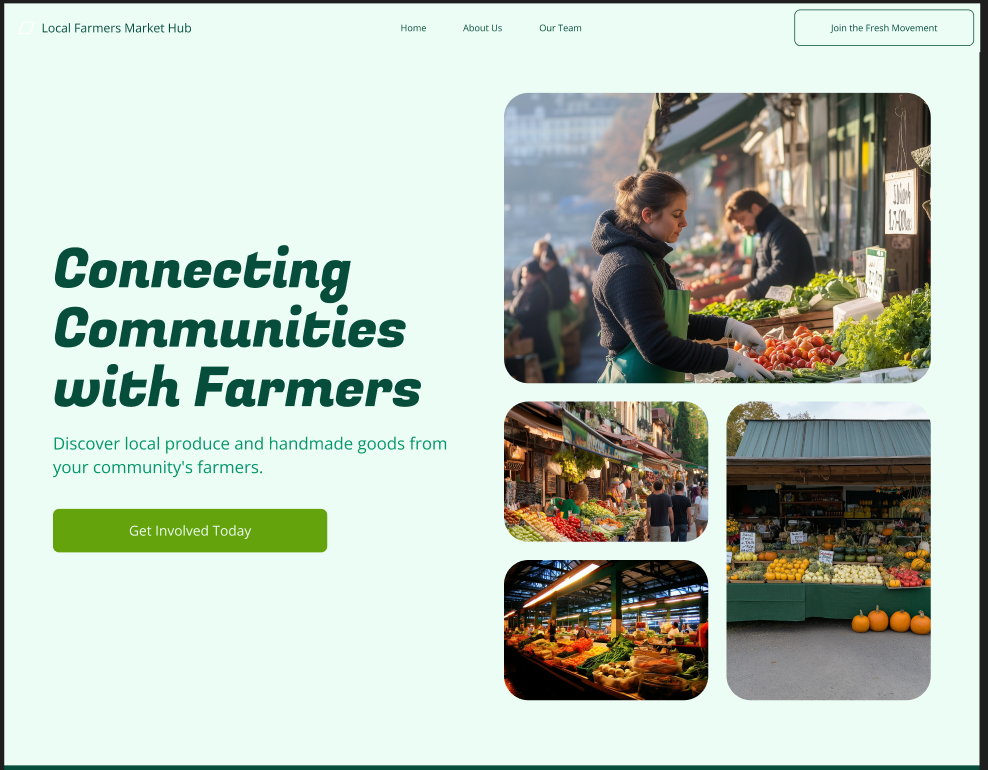 Local Farmers Market Hub
Home
About Us
Our Team
Join the Fresh Movement
Connecting
Communities
with Farmers
Discover local produce and handmade goods from
your community's farmers.
Get Involved Today